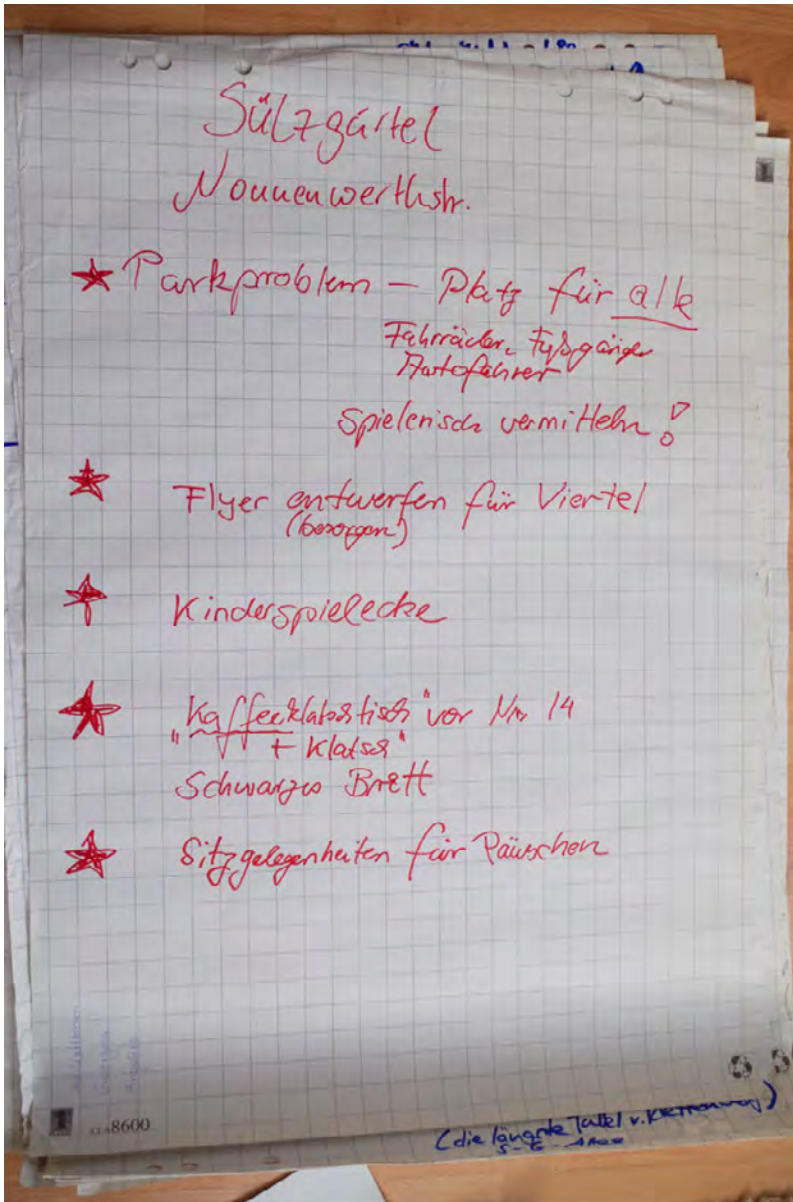 Sülzgürtel
Nonnenwerthstr.
Parkproblem — Platz für alle
Fahrräder, Fußgänger
Autofahrer
spielerisch vermitteln!
Flyer entwerfen für Viertel
(besorgen)
Kinderspielecke
"Kaffeeklatschtisch" vor Nr. 14
+ Klatsch"
Schwarzes Brett
Sitzgelegenheiten für Päuschen
8600
(die längste Tafel v.